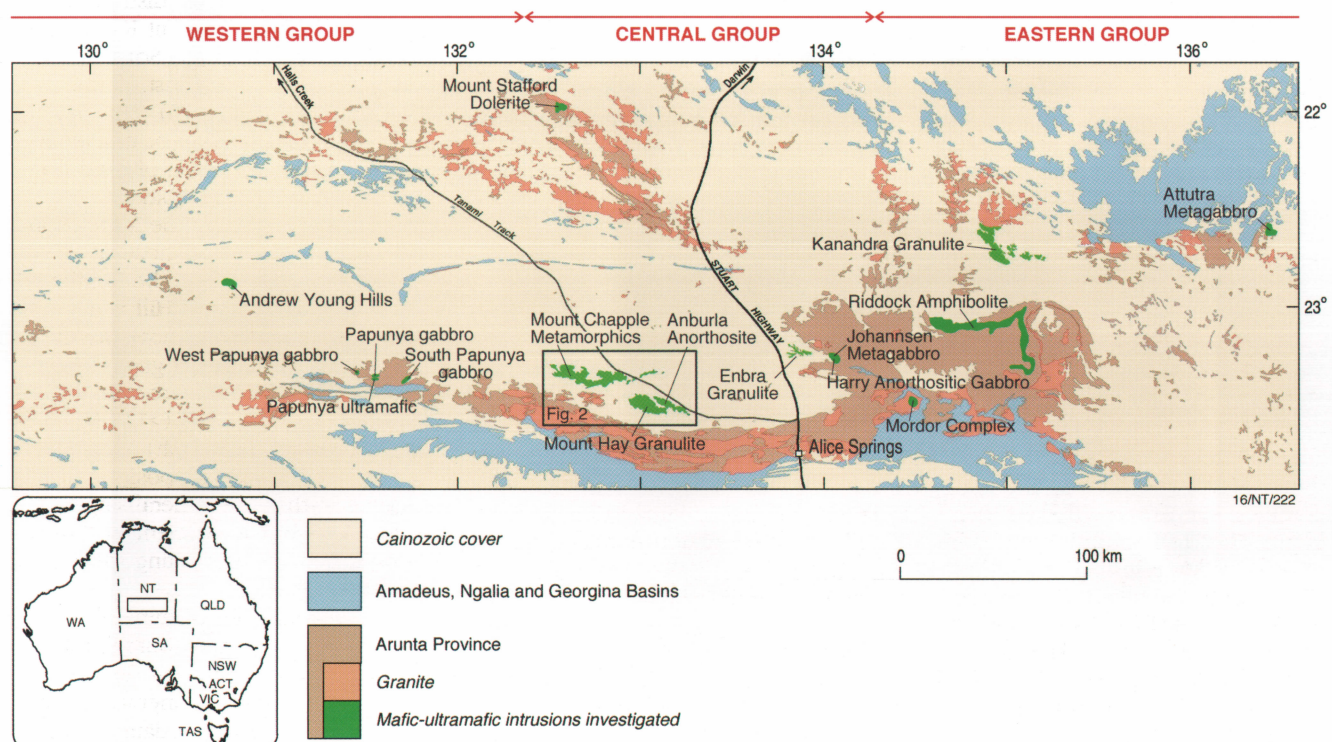 WESTERN GROUP
CENTRAL GROUP
EASTERN GROUP
130°
132°
134°
136°
Halls Creek
Darwin
Mount Stafford
Dolerite
22°
Attutra
Metagabbro
Tanami Track
Kanandra Granulite
STUART HIGHWAY
Andrew Young Hills
Riddock Amphibolite
23°
Mount Chapple
Metamorphics
Anburla
Anorthosite
Papunya gabbro
Johannsen
Metagabbro
West Papunya gabbro
South Papunya
gabbro
Enbra
Granulite
Harry Anorthositic Gabbro
Papunya ultramafic
Fig. 2
Mordor Complex
Mount Hay Granulite
Alice Springs
16/NT/222
NT
WA
QLD
SA
NSW
ACT
VIC
TAS
Cainozoic cover
Amadeus, Ngalia and Georgina Basins
Arunta Province
Granite
Mafic-ultramafic intrusions investigated
0
100 km